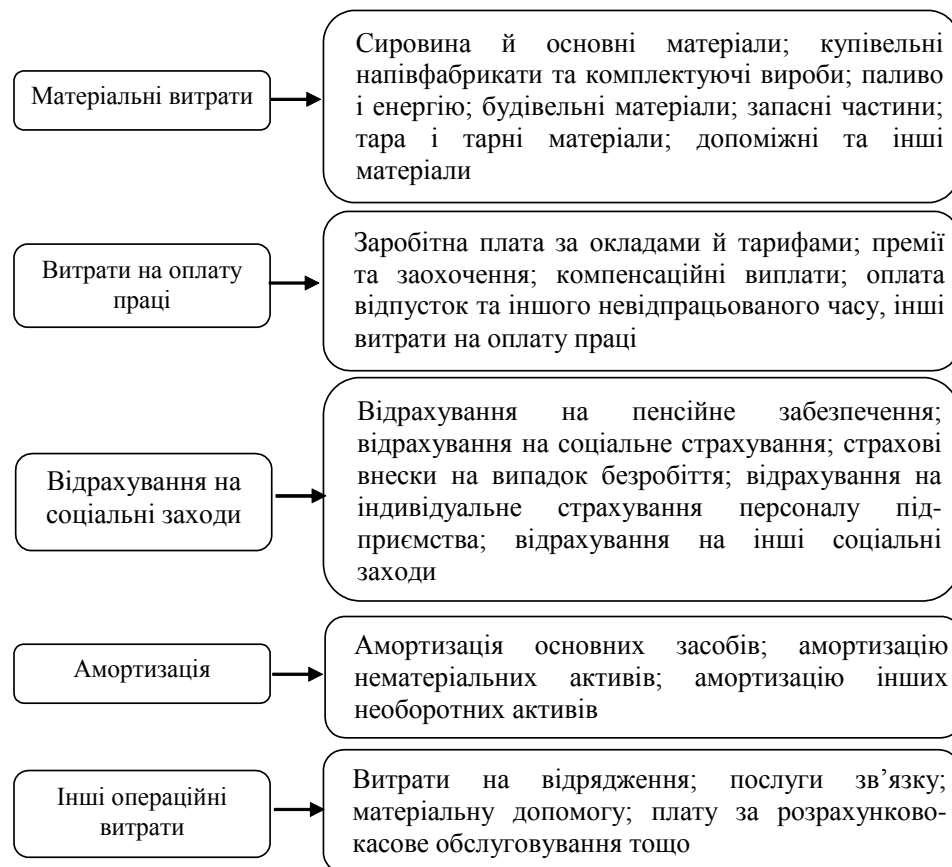 Матеріальні витрати
Сировина й основні матеріали; купівельні
напівфабрикати та комплектуючі вироби; паливо
і енергію; будівельні матеріали; запасні частини;
тара і тарні матеріали; допоміжні та інші
матеріали
Витрати на оплату
праці
Заробітна плата за окладами й тарифами; премії
та заохочення; компенсаційні виплати; оплата
відпусток та іншого невідпрацьованого часу, інші
витрати на оплату праці
Відрахування на
соціальні заходи
Відрахування на пенсійне забезпечення;
відрахування на соціальне страхування; страхові
внески на випадок безробіття; відрахування на
індивідуальне страхування персоналу під-
приємства; відрахування на інші соціальні
заходи
Амортизація
Амортизація основних засобів; амортизацію
нематеріальних активів; амортизацію інших
необоротних активів
Інші операційні
витрати
Витрати на відрядження; послуги зв’язку;
матеріальну допомогу; плату за розрахунково-
касове обслуговування тощо